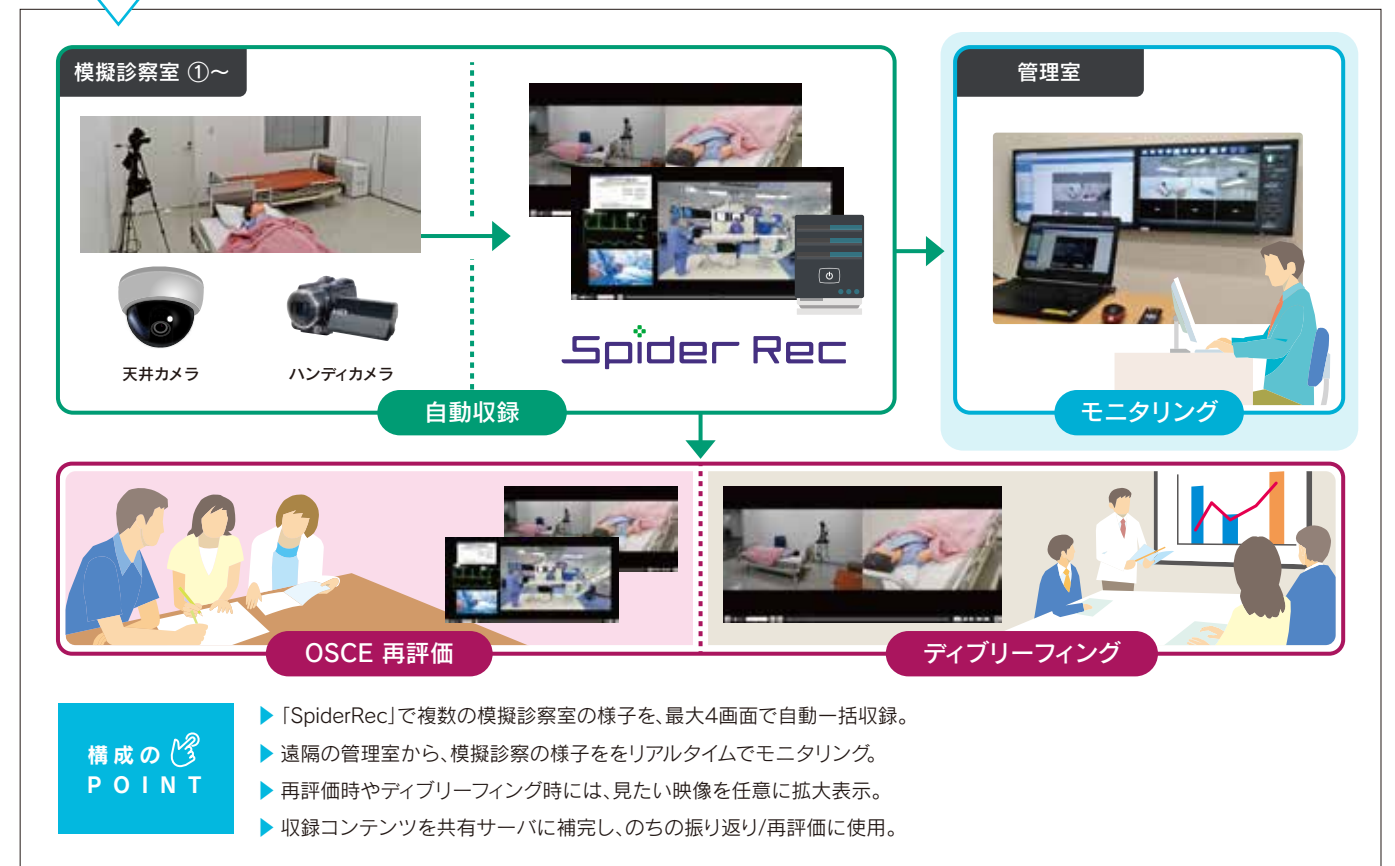 模擬診察室 ①～
管理室
天井カメラ
ハンディカメラ
Spider Rec
自動収録
モニタリング
OSCE 再評価
ディブリーフィング
構成の
POINT
▶「SpiderRec」で複数の模擬診察室の様子を、最大4画面で自動一括収録。
▶ 遠隔の管理室から、模擬診察の様子ををリアルタイムでモニタリング。
▶ 再評価時やディブリーフィング時には、見たい映像を任意に拡大表示。
▶ 収録コンテンツを共有サーバに補完し、のちの振り返り/再評価に使用。